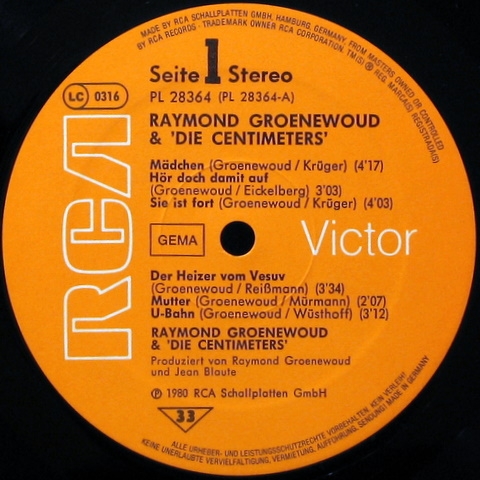 MADE BY RCA SCHALLPLATTEN GMBH, HAMBURG, GERMANY, FROM MASTERS OWNED OR CONTROLLED
BY RCA RECORDS · TRADEMARK OWNER RCA CORPORATION, TM(S) ® REG. MARCA(S) REGISTRADA(S)
Seite 1 Stereo
LC 0316
PL 28364 (PL 28364-A)
RAYMOND GROENEWOUD
& 'DIE CENTIMETERS'
Mädchen (Groenewoud / Krüger) (4'17)
Hör doch damit auf
(Groenewoud / Eickelberg) 3'03)
Sie ist fort (Groenewoud / Krüger) (4'03)
RCA
GEMA
Victor
Der Heizer vom Vesuv
(Groenewoud / Reißmann) (3'34)
Mutter (Groenewoud / Mürmann) (2'07)
U-Bahn (Groenewoud / Wüsthoff) (3'12)
RAYMOND GROENEWOUD
& 'DIE CENTIMETERS'
Produziert von Raymond Groenewoud
und Jean Blaute
℗ 1980 RCA Schallplatten GmbH
33
ALLE URHEBER- UND LEISTUNGSSCHUTZRECHTE VORBEHALTEN. KEIN VERLEIH!
KEINE UNERLAUBTE VERVIELFÄLTIGUNG, VERMIETUNG, AUFFÜHRUNG, SENDUNG!